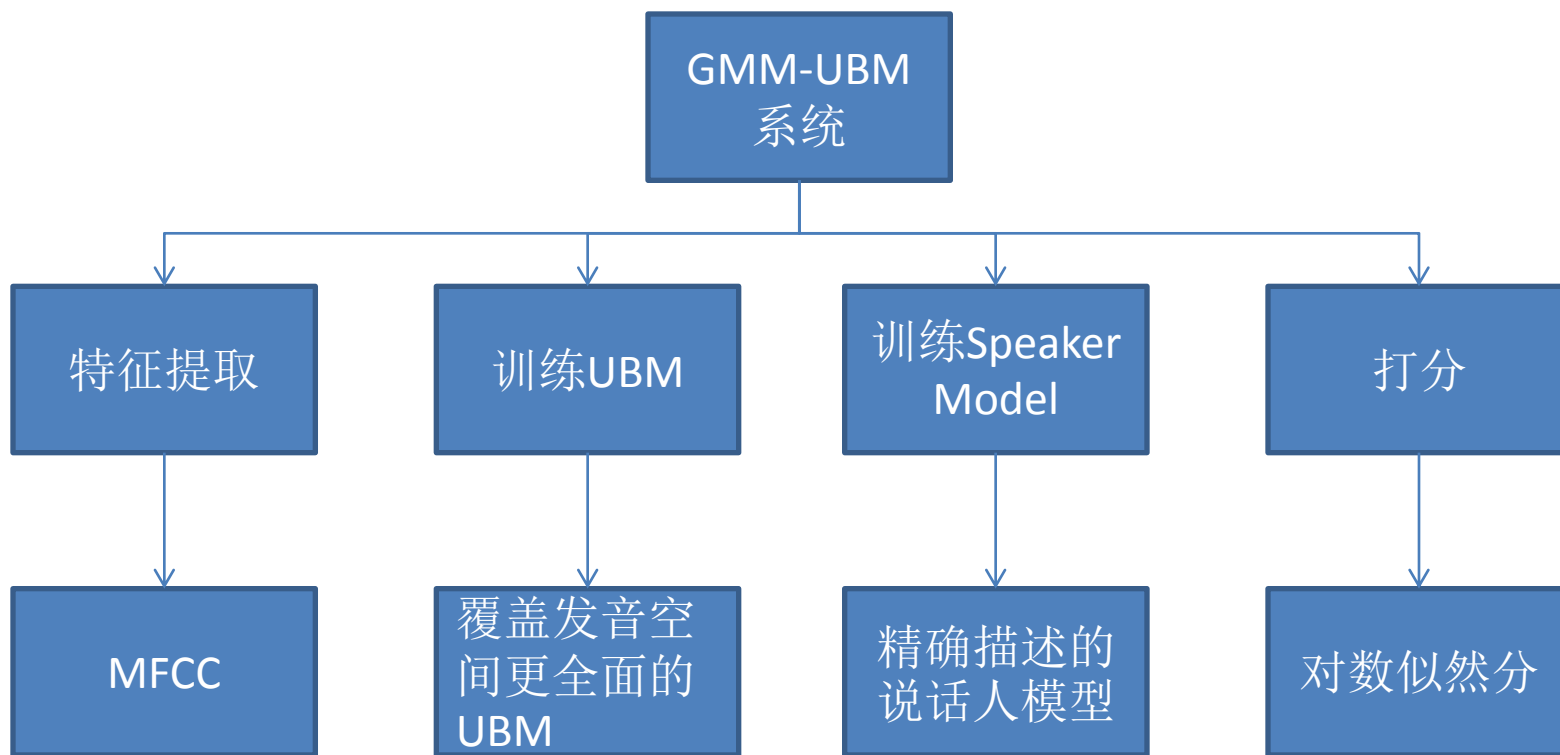 GMM-UBM
系统
特征提取
训练UBM
训练Speaker
Model
打分
MFCC
覆盖发音空
间更全面的
UBM
精确描述的
说话人模型
对数似然分